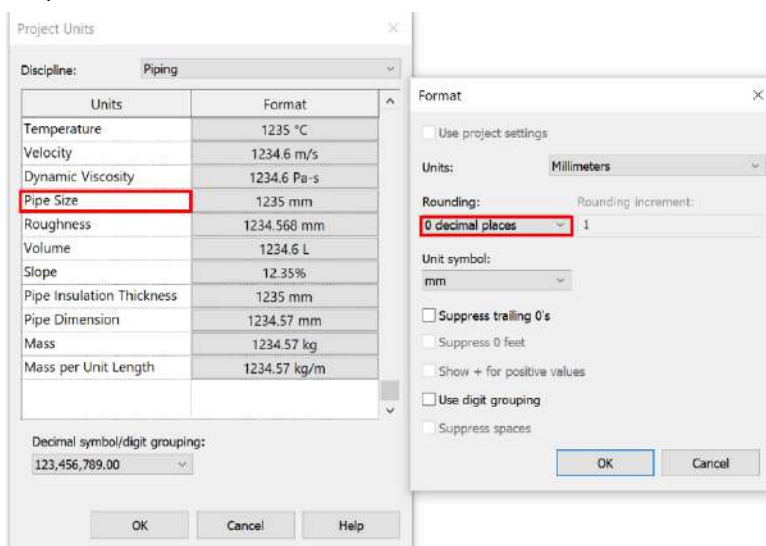 Project Units
Discipline: Piping
Units Format
Temperature 1235 °C
Velocity 1234.6 m/s
Dynamic Viscosity 1234.6 Pa-s
Pipe Size 1235 mm
Roughness 1234.568 mm
Volume 1234.6 L
Slope 12.35%
Pipe Insulation Thickness 1235 mm
Pipe Dimension 1234.57 mm
Mass 1234.57 kg
Mass per Unit Length 1234.57 kg/m
Decimal symbol/digit grouping:
123,456,789.00
OK Cancel Help
Format
Use project settings
Units: Millimeters
Rounding: Rounding increment:
0 decimal places 1
Unit symbol:
mm
Suppress trailing 0's
Suppress 0 feet
Show + for positive values
Use digit grouping
Suppress spaces
OK Cancel